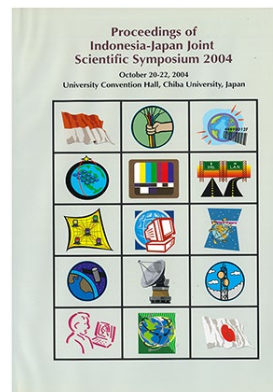 Proceedings of
Indonesia-Japan Joint
Scientific Symposium 2004
October 20-22, 2004
University Convention Hall, Chiba University, Japan